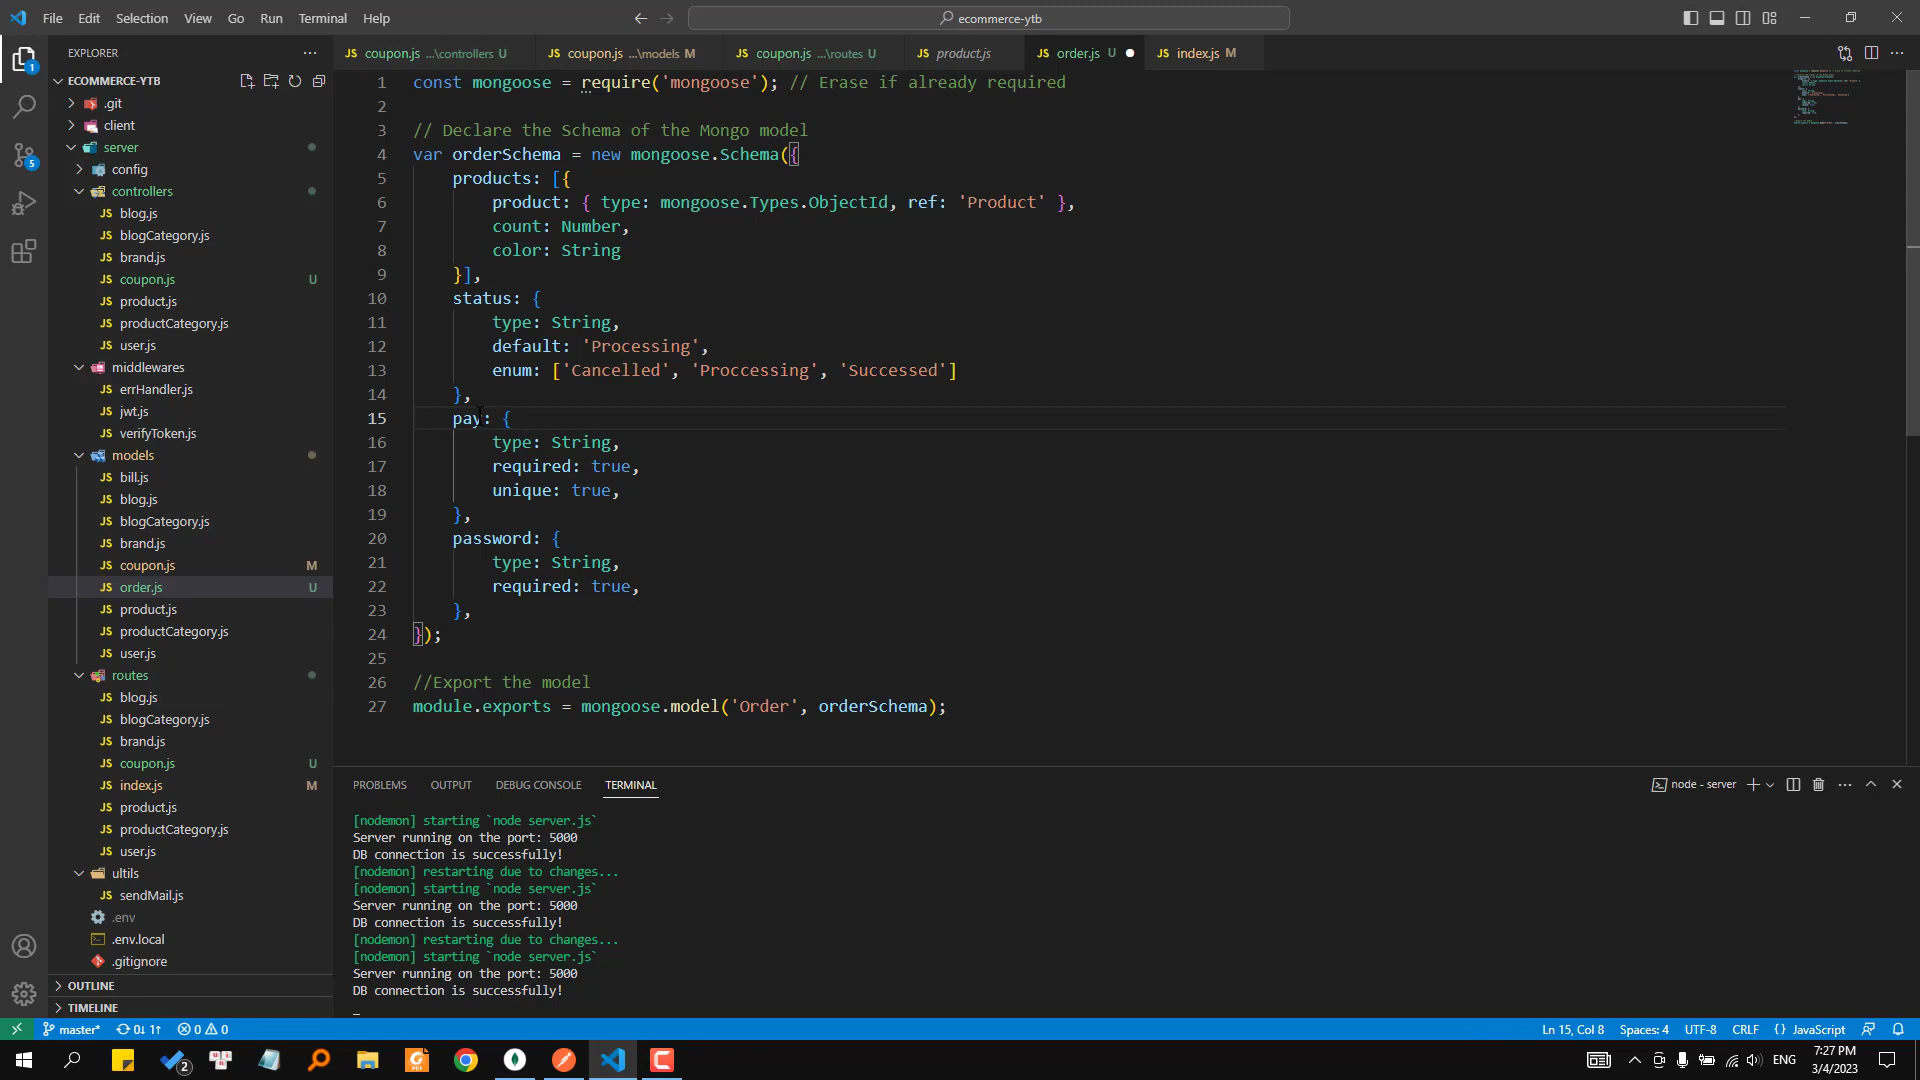 File Edit Selection View Go Run Terminal Help
ecommerce-ytb
EXPLORER
ECOMMERCE-YTB
.git
client
server
config
controllers
blog.js
blogCategory.js
brand.js
coupon.js U
product.js
productCategory.js
user.js
middlewares
errHandler.js
jwt.js
verifyToken.js
models
bill.js
blog.js
blogCategory.js
brand.js
coupon.js M
order.js U
product.js
productCategory.js
user.js
routes
blog.js
blogCategory.js
brand.js
coupon.js U
index.js M
product.js
productCategory.js
user.js
ultils
sendMail.js
.env
.env.local
.gitignore
OUTLINE
TIMELINE
1
5
JS coupon.js ...\controllers U JS coupon.js ...\models M JS coupon.js ...\routes U JS product.js JS order.js U JS index.js M
1 const mongoose = require('mongoose'); // Erase if already required
2
3 // Declare the Schema of the Mongo model
4 var orderSchema = new mongoose.Schema({
5 products: [{
6 product: { type: mongoose.Types.ObjectId, ref: 'Product' },
7 count: Number,
8 color: String
9 }],
10 status: {
11 type: String,
12 default: 'Processing',
13 enum: ['Cancelled', 'Proccessing', 'Successed']
14 },
15 pay: {
16 type: String,
17 required: true,
18 unique: true,
19 },
20 password: {
21 type: String,
22 required: true,
23 },
24 });
25
26 //Export the model
27 module.exports = mongoose.model('Order', orderSchema);
PROBLEMS OUTPUT DEBUG CONSOLE TERMINAL
node - server
[nodemon] starting `node server.js`
Server running on the port: 5000
DB connection is successfully!
[nodemon] restarting due to changes...
[nodemon] starting `node server.js`
Server running on the port: 5000
DB connection is successfully!
[nodemon] restarting due to changes...
[nodemon] starting `node server.js`
Server running on the port: 5000
DB connection is successfully!
master* 0↓ 1↑ 0 0
Ln 15, Col 8 Spaces: 4 UTF-8 CRLF {} JavaScript
2
ENG
7:27 PM
3/4/2023